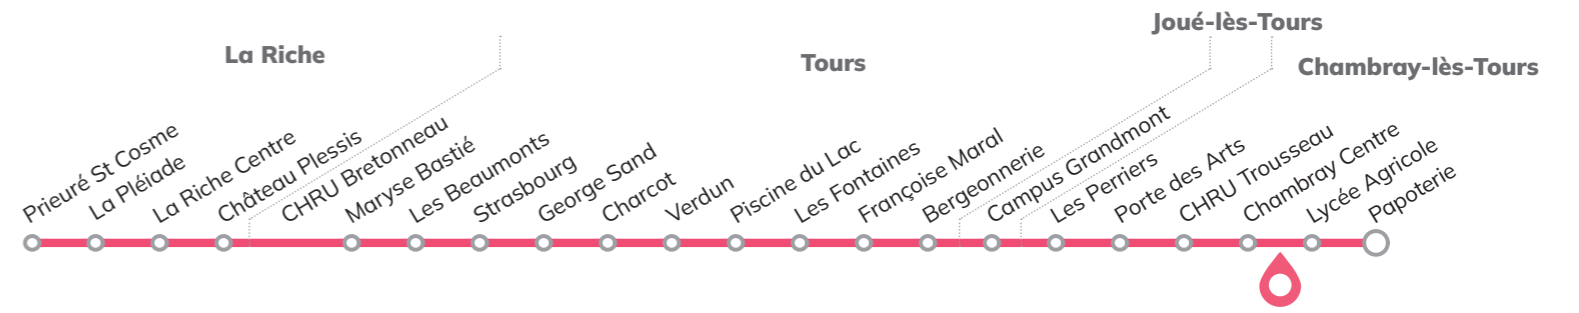 Joué-lès-Tours
La Riche
Tours
Chambray-lès-Tours
Prieuré St Cosme
La Pléiade
La Riche Centre
Château Plessis
CHRU Bretonneau
Maryse Bastié
Les Beaumonts
Strasbourg
George Sand
Charcot
Verdun
Piscine du Lac
Les Fontaines
Françoise Maral
Bergeonnerie
Campus Grandmont
Les Perriers
Porte des Arts
CHRU Trousseau
Chambray Centre
Lycée Agricole
Papoterie